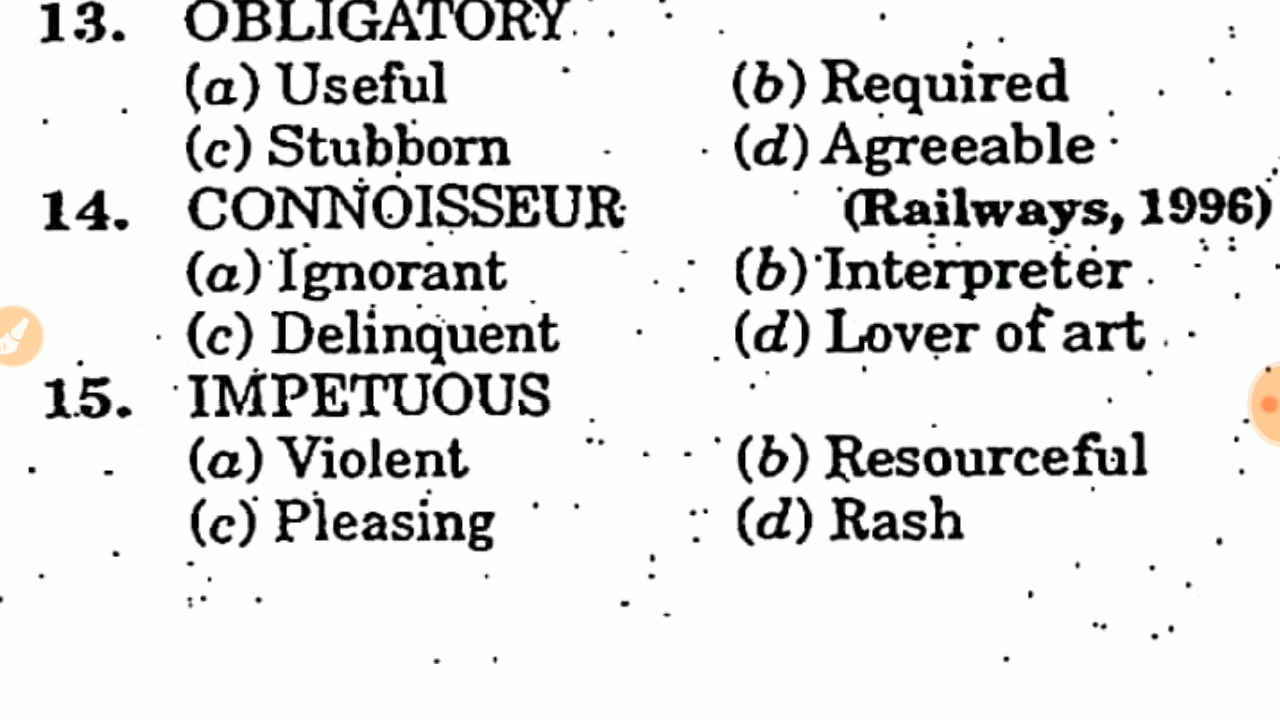 13. OBLIGATORY
(a) Useful (b) Required
(c) Stubborn (d) Agreeable
14. CONNOISSEUR (Railways, 1996)
(a) Ignorant (b) Interpreter
(c) Delinquent (d) Lover of art
15. IMPETUOUS
(a) Violent (b) Resourceful
(c) Pleasing (d) Rash